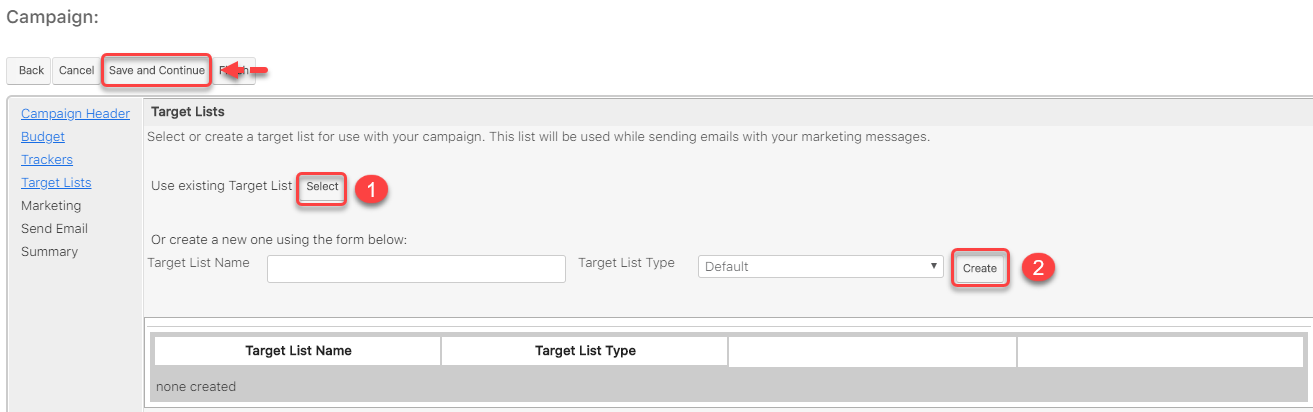 Campaign:
Back Cancel Save and Continue
Campaign Header
Budget
Trackers
Target Lists
Marketing
Send Email
Summary
Target Lists
Select or create a target list for use with your campaign. This list will be used while sending emails with your marketing messages.
Use existing Target List Select 1
Or create a new one using the form below:
Target List Name Target List Type Default Create 2
Target List Name Target List Type
none created